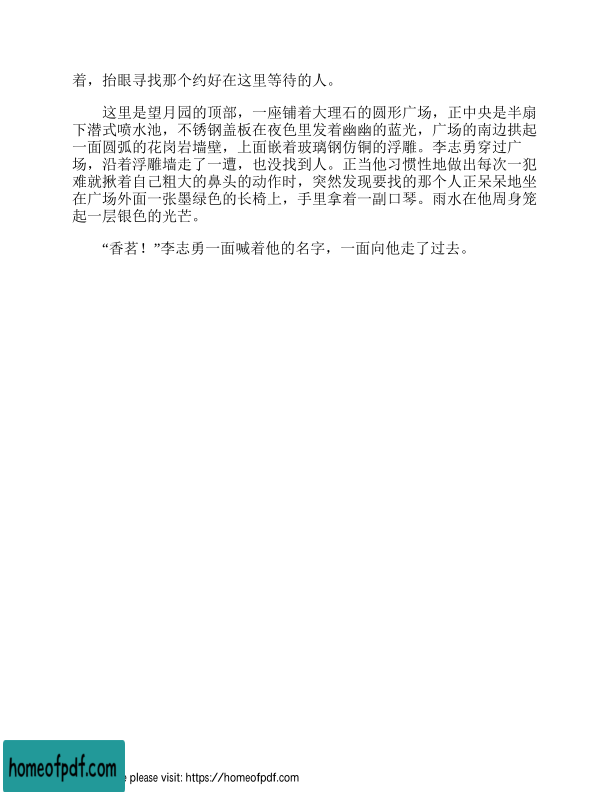 着，抬眼寻找那个约好在这里等待的人。
这里是望月园的顶部，一座铺着大理石的圆形广场，正中央是半扇
下潜式喷水池，不锈钢盖板在夜色里发着幽幽的蓝光，广场的南边拱起
一面圆弧的花岗岩墙壁，上面嵌着玻璃钢仿铜的浮雕。李志勇穿过广
场，沿着浮雕墙走了一遭，也没找到人。正当他习惯性地做出每次一犯
难就揪着自己粗大的鼻头的动作时，突然发现要找的那个人正呆呆地坐
在广场外面一张墨绿色的长椅上，手里拿着一副口琴。雨水在他周身笼
起一层银色的光芒。
“香茗！”李志勇一面喊着他的名字，一面向他走了过去。
homeofpdf.com
please visit: https://homeofpdf.com